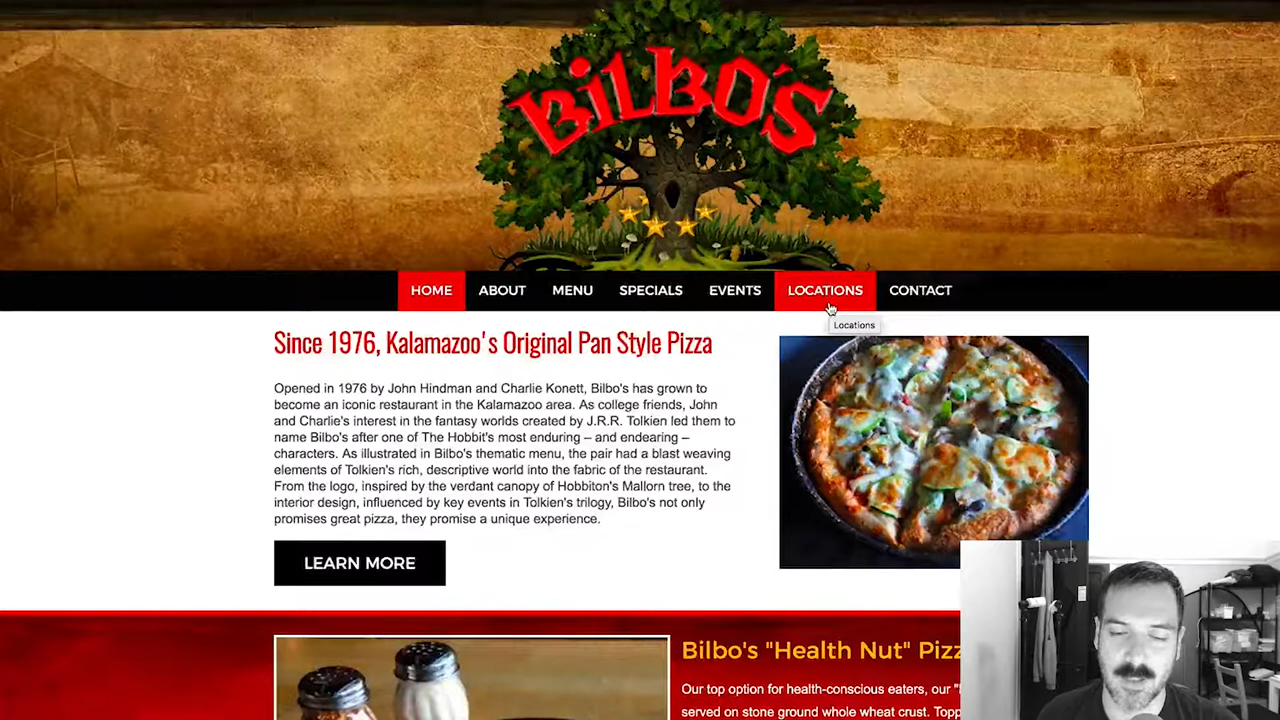 BiLBO'S
HOME ABOUT MENU SPECIALS EVENTS LOCATIONS CONTACT
Locations
Since 1976, Kalamazoo's Original Pan Style Pizza
Opened in 1976 by John Hindman and Charlie Konett, Bilbo's has grown to
become an iconic restaurant in the Kalamazoo area. As college friends, John
and Charlie's interest in the fantasy worlds created by J.R.R. Tolkien led them to
name Bilbo's after one of The Hobbit's most enduring – and endearing –
characters. As illustrated in Bilbo's thematic menu, the pair had a blast weaving
elements of Tolkien's rich, descriptive world into the fabric of the restaurant.
From the logo, inspired by the verdant canopy of Hobbiton's Mallorn tree, to the
interior design, influenced by key events in Tolkien's trilogy, Bilbo's not only
promises great pizza, they promise a unique experience.
LEARN MORE
Bilbo's "Health Nut"
Our top option for health-conscious eaters, our
served on stone ground whole wheat crust.